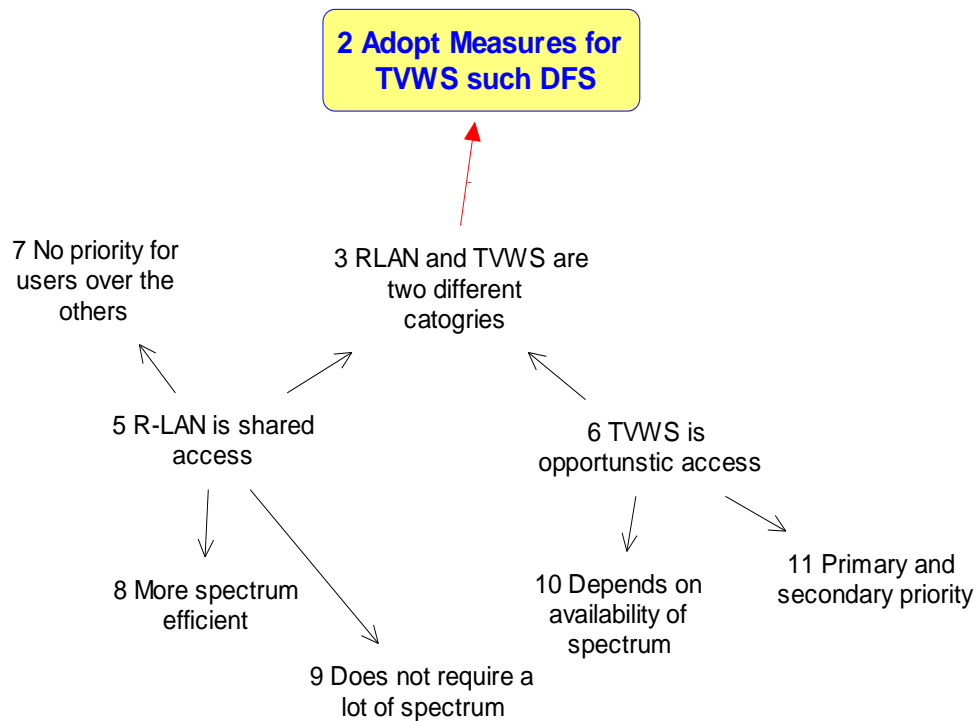 2 Adopt Measures for
TVWS such DFS
7 No priority for
users over the
others
3 RLAN and TVWS are
two different
catogries
5 R-LAN is shared
access
6 TVWS is
opportunstic access
8 More spectrum
efficient
9 Does not require a
lot of spectrum
10 Depends on
availability of
spectrum
11 Primary and
secondary priority